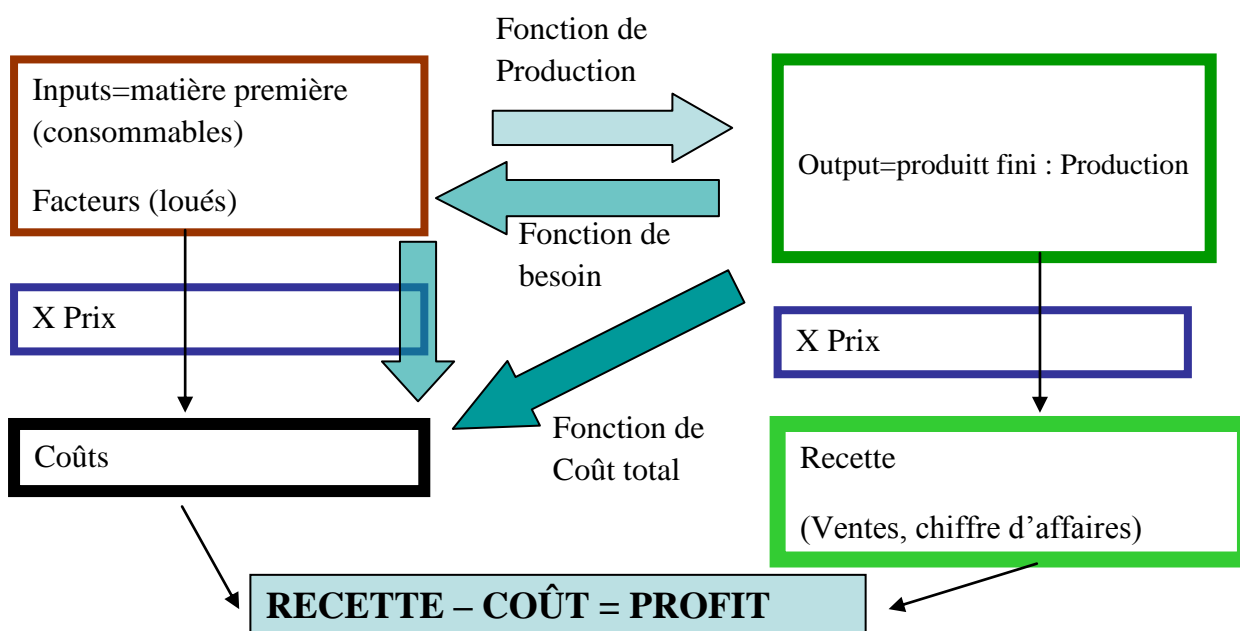 Fonction de
Production
Inputs=matière première
(consommables)
Facteurs (loués)
Output=produitt fini : Production
Fonction de
besoin
X Prix
X Prix
Coûts
Fonction de
Coût total
Recette
(Ventes, chiffre d’affaires)
RECETTE – COÛT = PROFIT